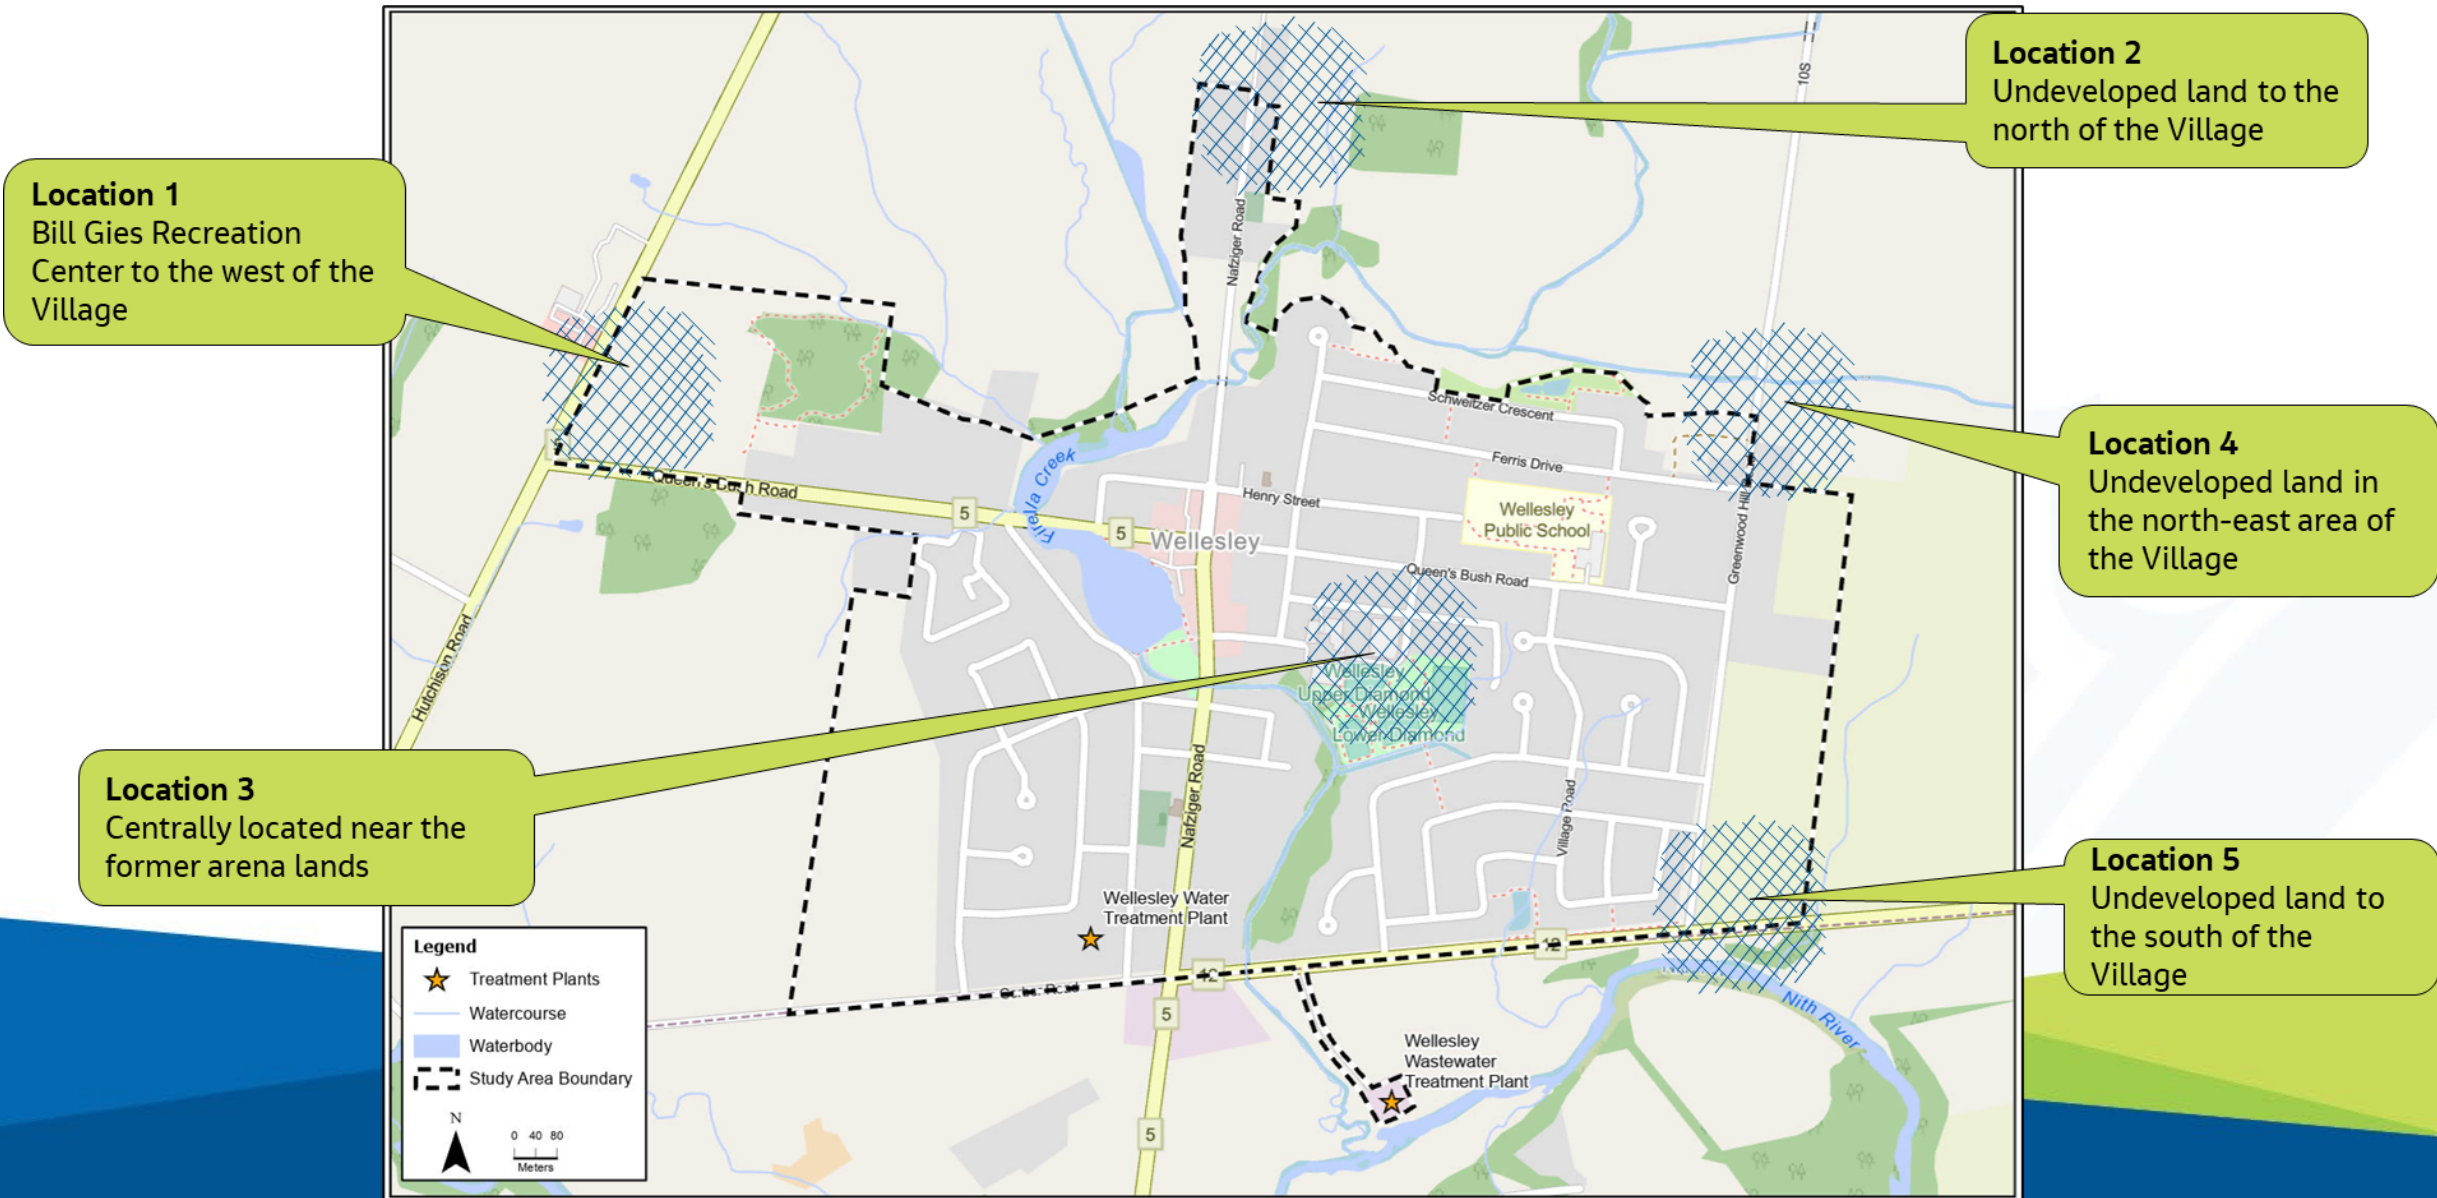 Location 1
Bill Gies Recreation
Center to the west of the
Village
Location 2
Undeveloped land to the
north of the Village
Location 3
Centrally located near the
former arena lands
Location 4
Undeveloped land in
the north-east area of
the Village
Location 5
Undeveloped land to
the south of the
Village
10S
Nafziger Road
Schweitzer Crescent
Ferris Drive
Queen's Bush Road
5
Firella Creek
5
Wellesley
Henry Street
Wellesley
Public School
Greenwood Hill
Queen's Bush Road
Hutchison Road
Wellesley
Upper Diamond
Wellesley
Lower Diamond
Nafziger Road
Village Road
Wellesley Water
Treatment Plant
12
12
5
Nith River
Wellesley
Wastewater
Treatment Plant
5
Legend
Treatment Plants
Watercourse
Waterbody
Study Area Boundary
N
0 40 80
Meters